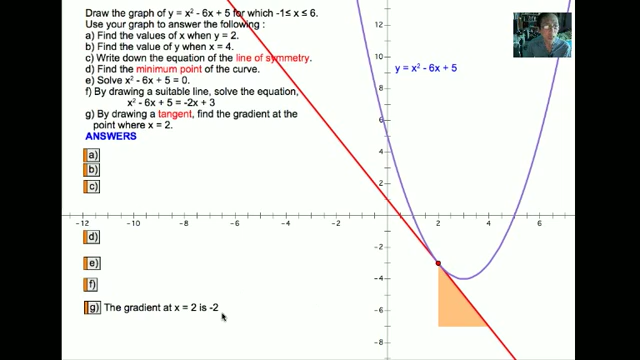 Draw the graph of y = x² - 6x + 5 for which -1≤ x ≤ 6.
Use your graph to answer the following :
a) Find the values of x when y = 2.
b) Find the value of y when x = 4.
c) Write down the equation of the line of symmetry.
d) Find the minimum point of the curve.
e) Solve x² - 6x + 5 = 0.
f) By drawing a suitable line, solve the equation,
x² - 6x + 5 = -2x + 3
g) By drawing a tangent, find the gradient at the
point where x = 2.
ANSWERS
a)
b)
c)
d)
e)
f)
g) The gradient at x = 2 is -2
y = x² - 6x + 5
12
10
8
6
4
2
-2
-4
-6
-8
-12
-10
-8
-6
-4
-2
2
4
6